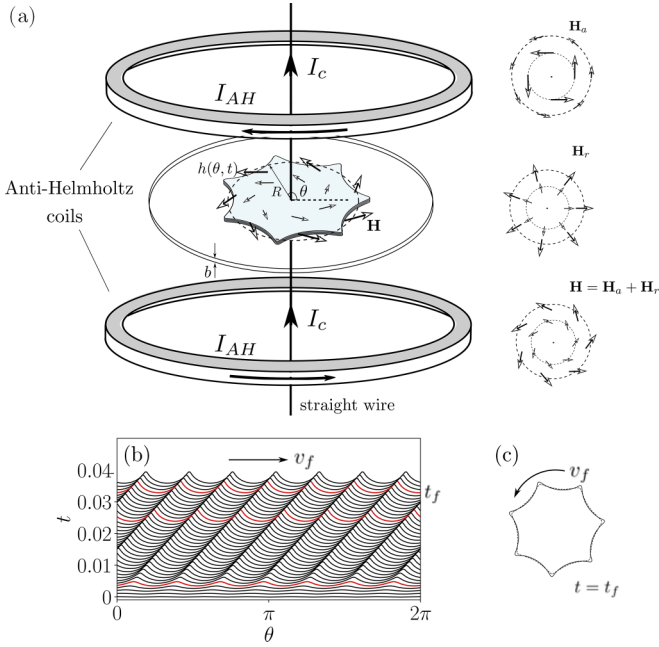 (a)
I_c
H_a
I_AH
h(θ, t)
R
θ
H_r
Anti-Helmholtz
coils
H
b
H = H_a + H_r
I_c
I_AH
straight wire
(b)
v_f
(c)
0.04
t_f
v_f
0.03
t
0.02
0.01
t = t_f
0
0
π
2π
θ